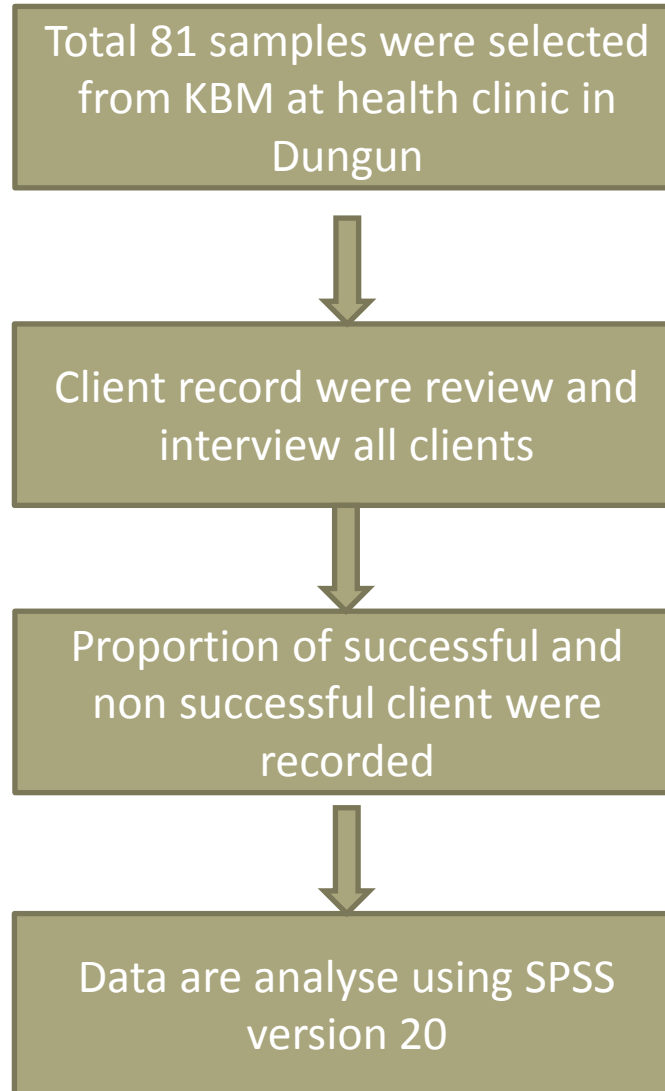 Total 81 samples were selected
from KBM at health clinic in
Dungun
Client record were review and
interview all clients
Proportion of successful and
non successful client were
recorded
Data are analyse using SPSS
version 20